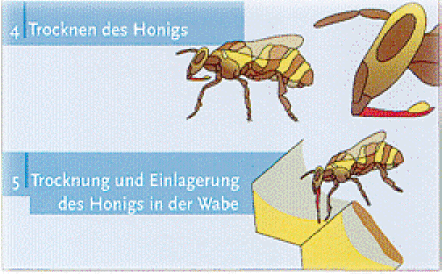 4 Trocknen des Honigs
5 Trocknung und Einlagerung
des Honigs in der Wabe